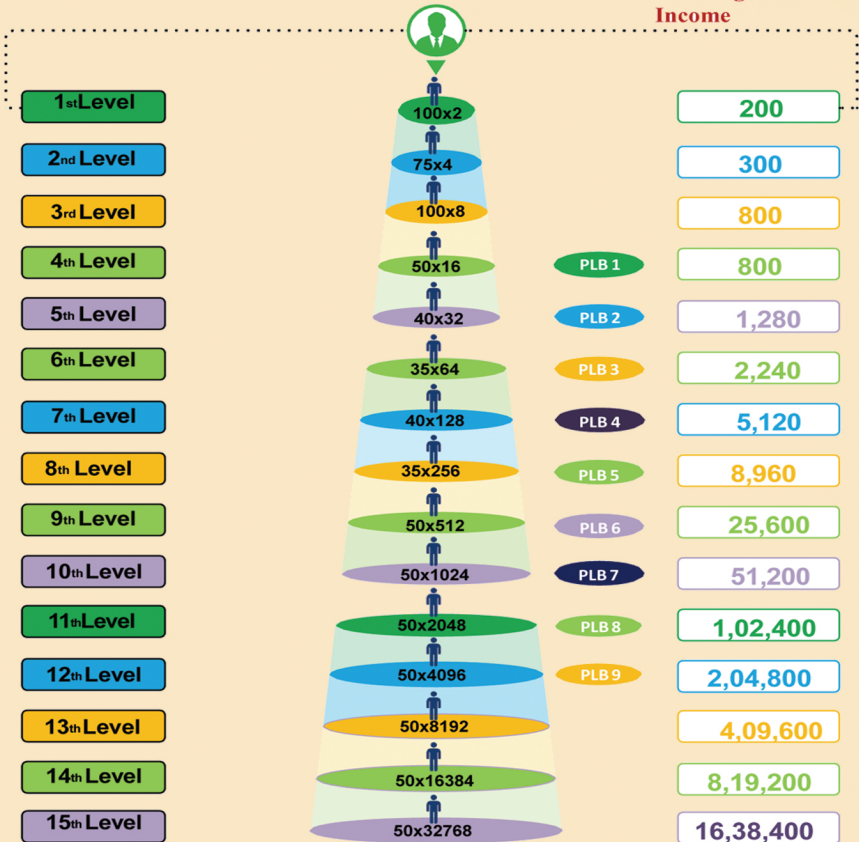 Income
1st Level
100x2
200
2nd Level
75x4
300
3rd Level
100x8
800
4th Level
50x16
PLB 1
800
5th Level
40x32
PLB 2
1,280
6th Level
35x64
PLB 3
2,240
7th Level
40x128
PLB 4
5,120
8th Level
35x256
PLB 5
8,960
9th Level
50x512
PLB 6
25,600
10th Level
50x1024
PLB 7
51,200
11th Level
50x2048
PLB 8
1,02,400
12th Level
50x4096
PLB 9
2,04,800
13th Level
50x8192
4,09,600
14th Level
50x16384
8,19,200
15th Level
50x32768
16,38,400